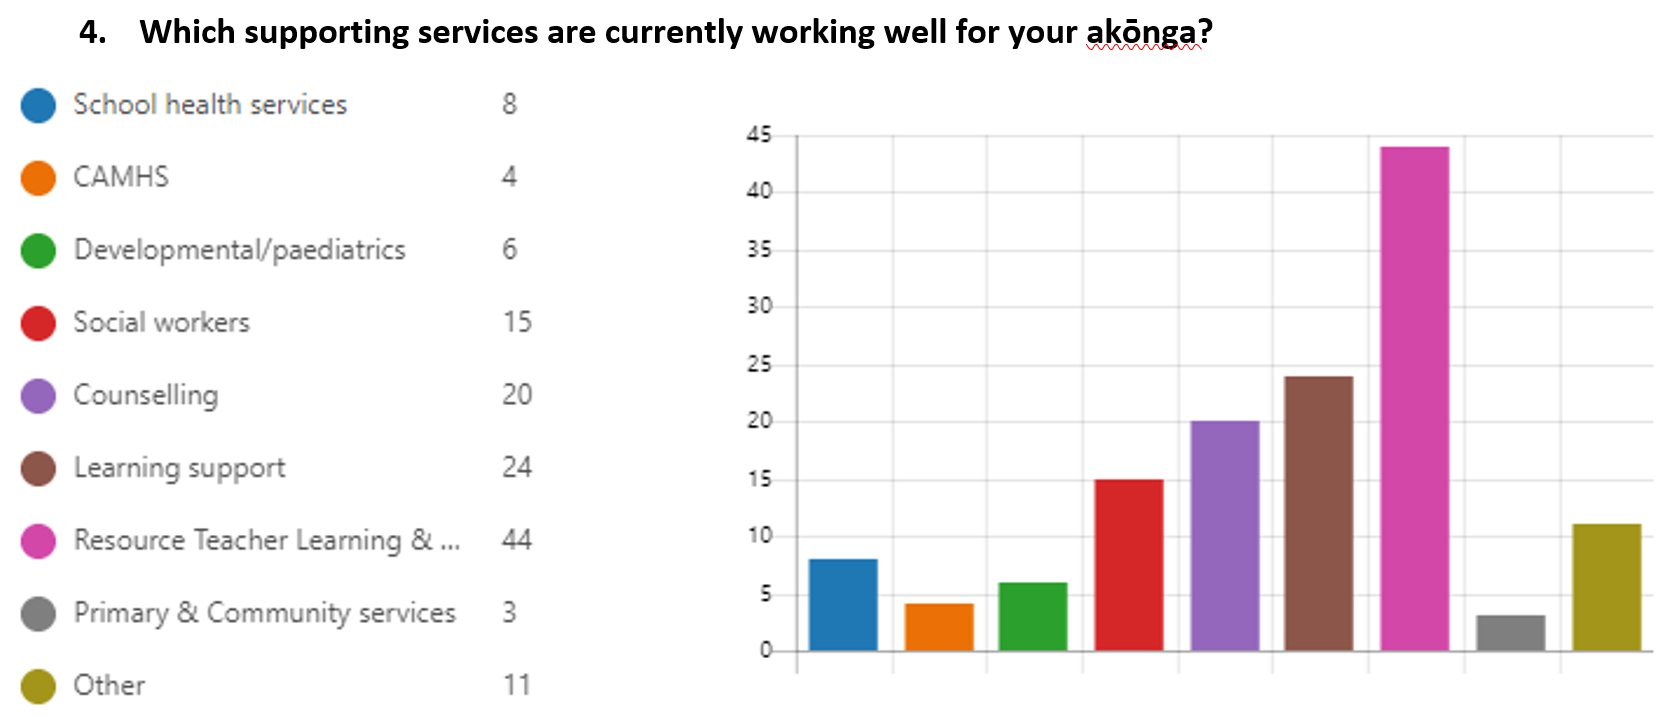 4. Which supporting services are currently working well for your akōnga?
School health services 8
CAMHS 4
Developmental/paediatrics 6
Social workers 15
Counselling 20
Learning support 24
Resource Teacher Learning & ... 44
Primary & Community services 3
Other 11
45
40
35
30
25
20
15
10
5
0